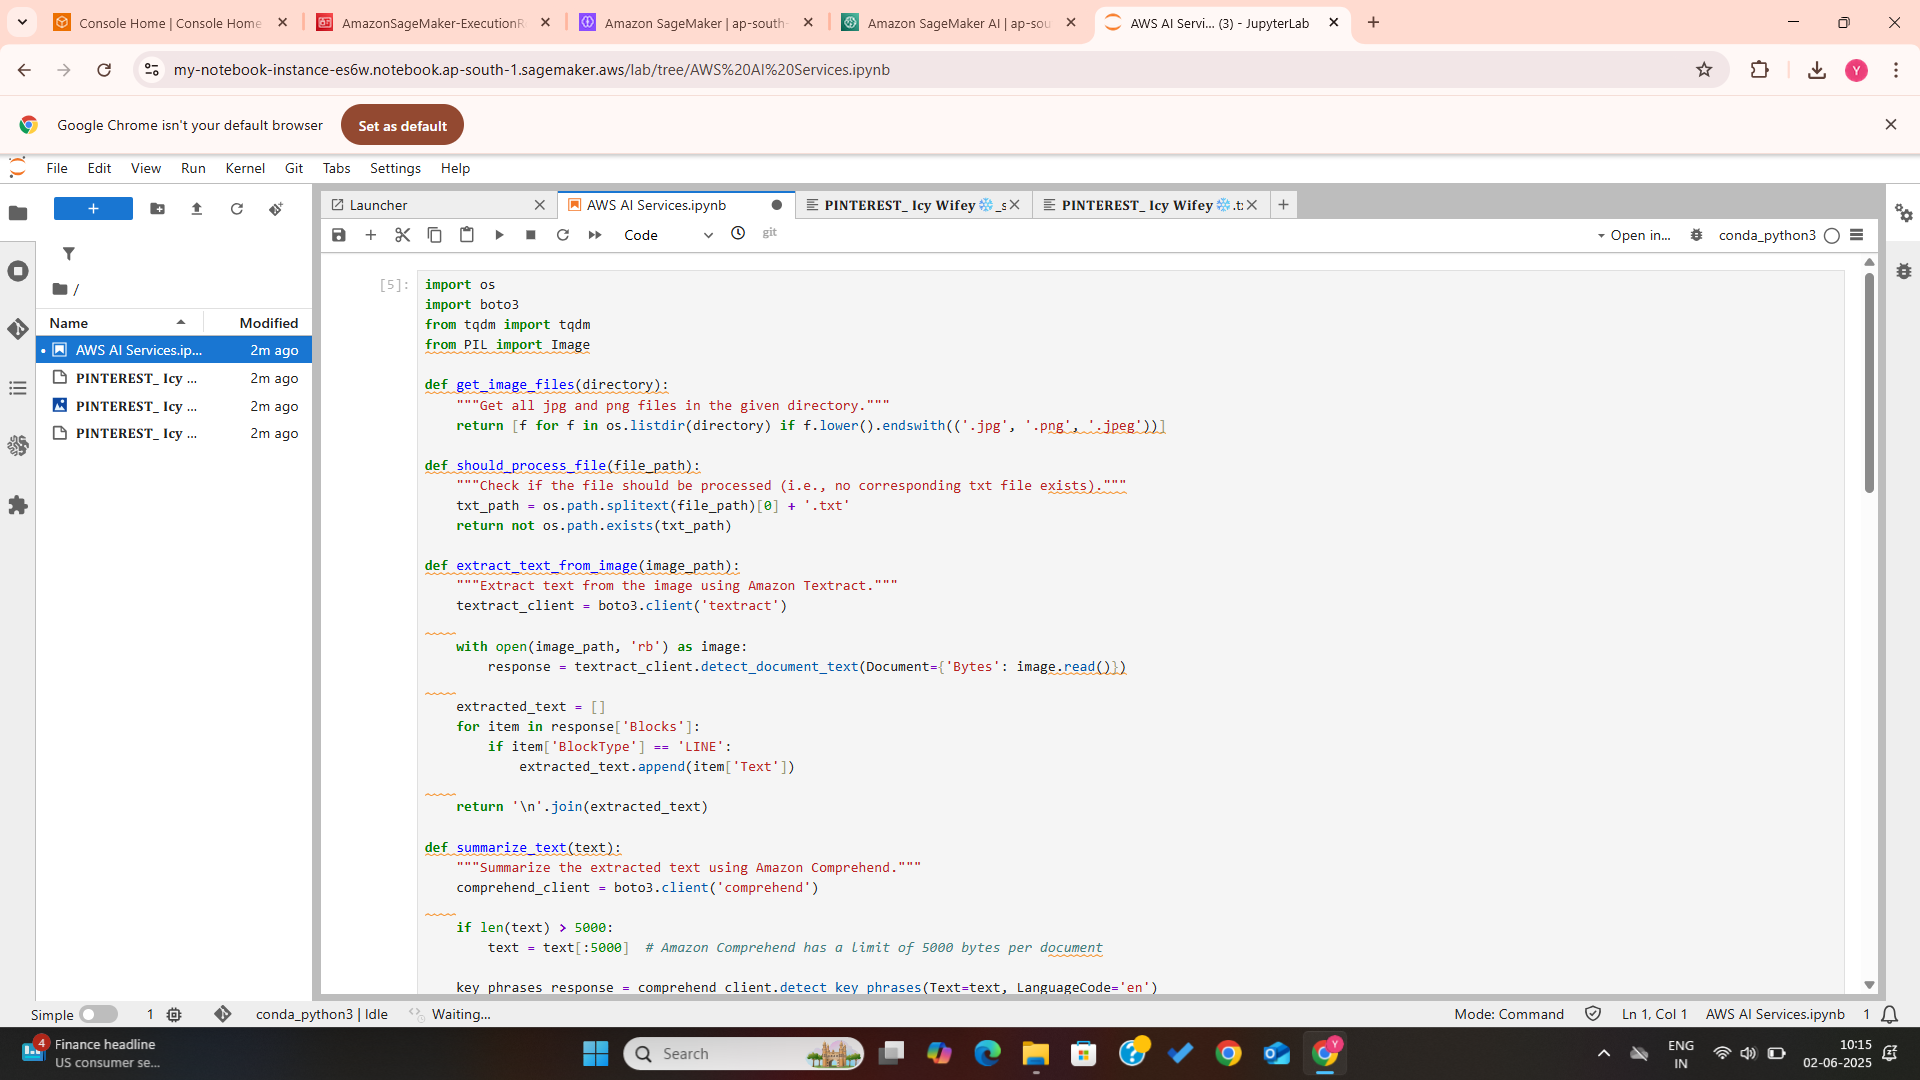 Console Home | Console Home
AmazonSageMaker-ExecutionR
Amazon SageMaker | ap-south-
Amazon SageMaker AI | ap-sou
AWS AI Servi... (3) - JupyterLab
my-notebook-instance-es6w.notebook.ap-south-1.sagemaker.aws/lab/tree/AWS%20AI%20Services.ipynb
Y
Google Chrome isn't your default browser
Set as default
File Edit View Run Kernel Git Tabs Settings Help
Launcher
AWS AI Services.ipynb
PINTEREST_ Icy Wifey❄️_s
PINTEREST_ Icy Wifey❄️.t
Code
git
Open in...
conda_python3
/
Name Modified
AWS AI Services.ip... 2m ago
PINTEREST_ Icy ... 2m ago
PINTEREST_ Icy ... 2m ago
PINTEREST_ Icy ... 2m ago
[5]:
import os
import boto3
from tqdm import tqdm
from PIL import Image
def get_image_files(directory):
"""Get all jpg and png files in the given directory."""
return [f for f in os.listdir(directory) if f.lower().endswith(('.jpg', '.png', '.jpeg'))]
def should_process_file(file_path):
"""Check if the file should be processed (i.e., no corresponding txt file exists)."""
txt_path = os.path.splitext(file_path)[0] + '.txt'
return not os.path.exists(txt_path)
def extract_text_from_image(image_path):
"""Extract text from the image using Amazon Textract."""
textract_client = boto3.client('textract')
with open(image_path, 'rb') as image:
response = textract_client.detect_document_text(Document={'Bytes': image.read()})
extracted_text = []
for item in response['Blocks']:
if item['BlockType'] == 'LINE':
extracted_text.append(item['Text'])
return '\n'.join(extracted_text)
def summarize_text(text):
"""Summarize the extracted text using Amazon Comprehend."""
comprehend_client = boto3.client('comprehend')
if len(text) > 5000:
text = text[:5000]  # Amazon Comprehend has a limit of 5000 bytes per document
key_phrases_response = comprehend_client.detect_key_phrases(Text=text, LanguageCode='en')
Simple 1 conda_python3 | Idle Waiting... Mode: Command Ln 1, Col 1 AWS AI Services.ipynb 1
4
Finance headline
US consumer se...
Search
Y
ENG
IN
10:15
02-06-2025